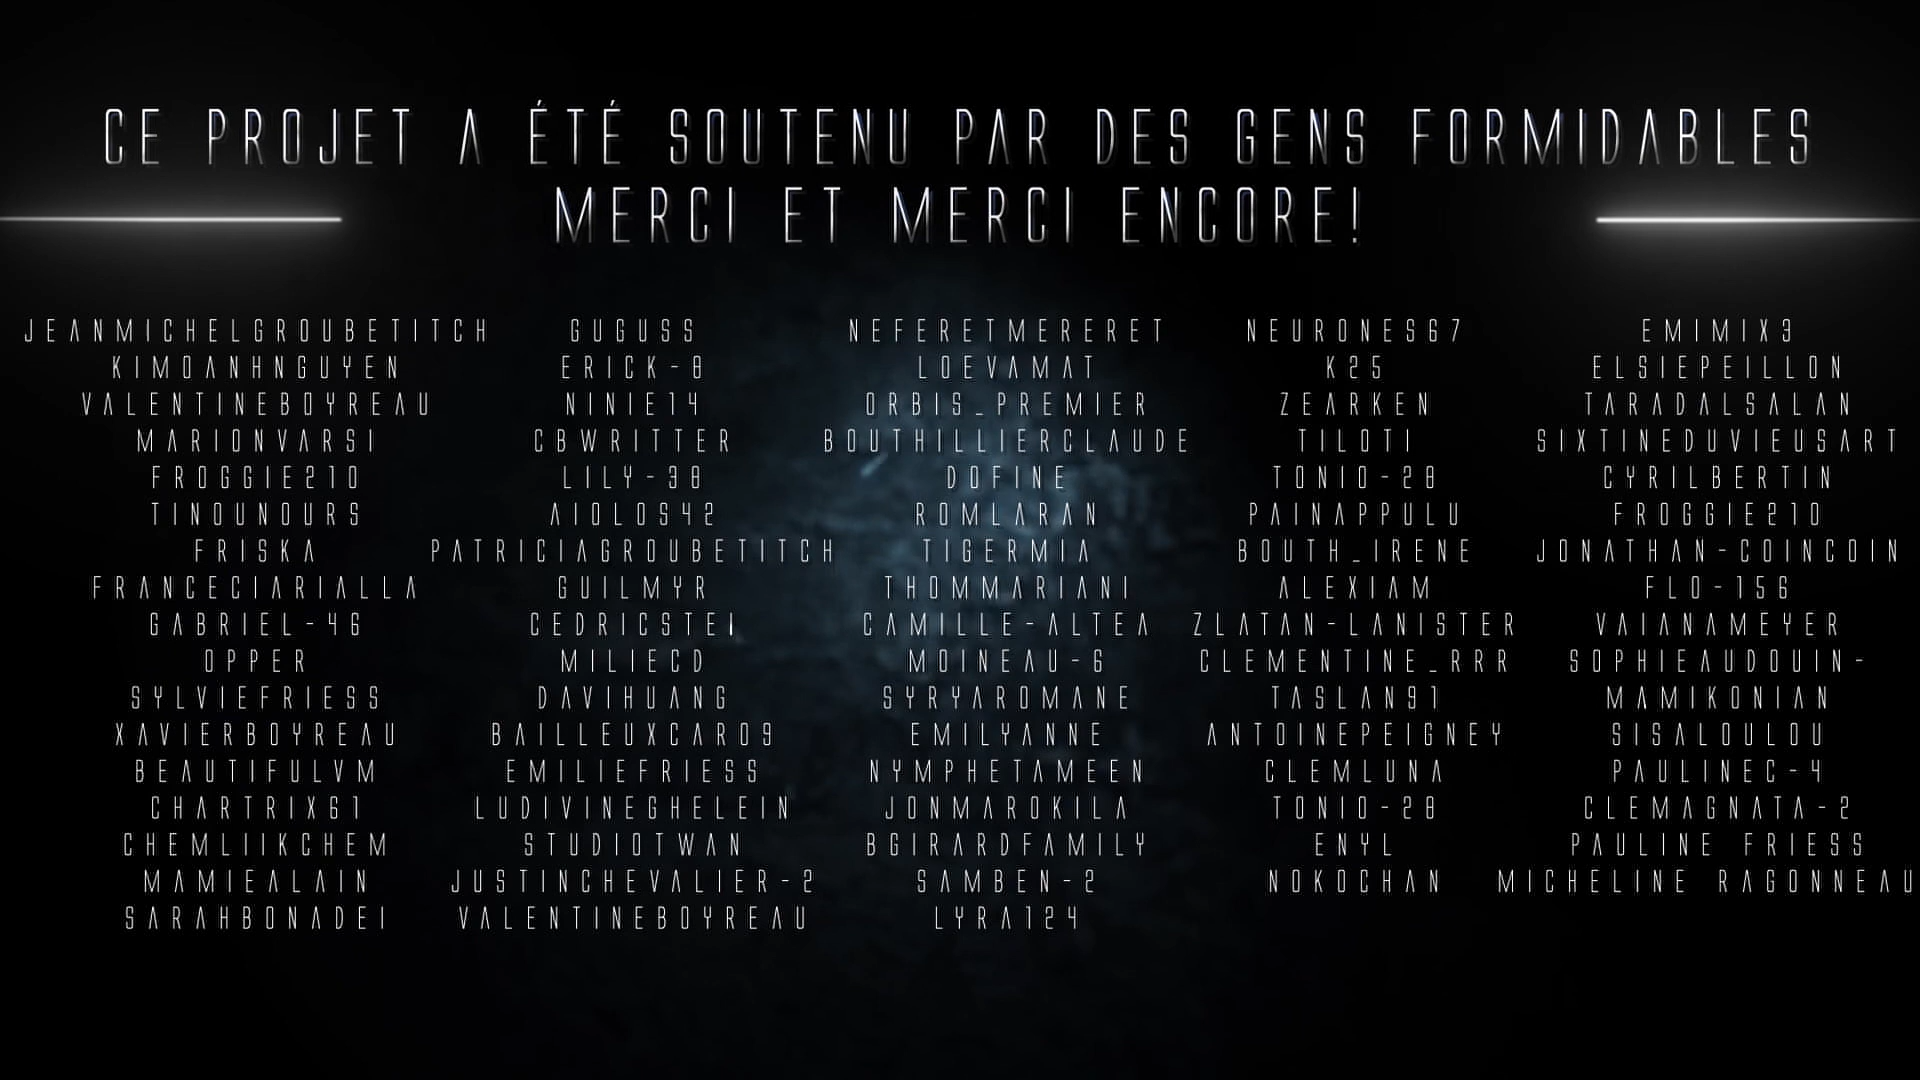 CE PROJET A ÉTÉ SOUTENU PAR DES GENS FORMIDABLES
MERCI ET MERCI ENCORE!
JEANMICHELGROUBETITCH
KIMOANHNGUYEN
VALENTINEBOYREAU
MARIONVARSI
FROGGIE210
TINOUNOURS
FRISKA
FRANCECIARIALLA
GABRIEL-46
OPPER
SYLVIEFRIESS
XAVIERBOYREAU
BEAUTIFULVM
CHARTRIX61
CHEMLIIKCHEM
MAMIEALAIN
SARAHBONADEI
GUGUSS
ERICK-8
NINIE14
CBWRITTER
LILY-38
AIOLOS42
PATRICIAGROUBETITCH
GUILMYR
CEDRICSTEI
MILIECD
DAVIHUANG
BAILLEUXCARO9
EMILIEFRIESS
LUDIVINEGHELEIN
STUDIOTWAN
JUSTINCHEVALIER-2
VALENTINEBOYREAU
NEFERETMERERET
LOEVAMAT
ORBIS_PREMIER
BOUTHILLIERCLAUDE
DOFINE
ROMLARAN
TIGERMIA
THOMMARIANI
CAMILLE-ALTEA
MOINEAU-6
SYRYAROMANE
EMILYANNE
NYMPHETAMEEN
JONMAROKILA
BGIRARDFAMILY
SAMBEN-2
LYRA124
NEURONES67
K25
ZEARKEN
TILOTI
TONIO-28
PAINAPPULU
BOUTH_IRENE
ALEXIAM
ZLATAN-LANISTER
CLEMENTINE_RRR
TASLAN91
ANTOINEPEIGNEY
CLEMLUNA
TONIO-28
ENYL
NOKOCHAN
EMIMIX3
ELSIEPEILLON
TARADALSALAN
SIXTINEDUVIEUSART
CYRILBERTIN
FROGGIE210
JONATHAN-COINCOIN
FLO-156
VAIANAMEYER
SOPHIEAUDOUIN-
MAMIKONIAN
SISALOULOU
PAULINEC-4
CLEMAGNATA-2
PAULINE FRIESS
MICHELINE RAGONNEAU